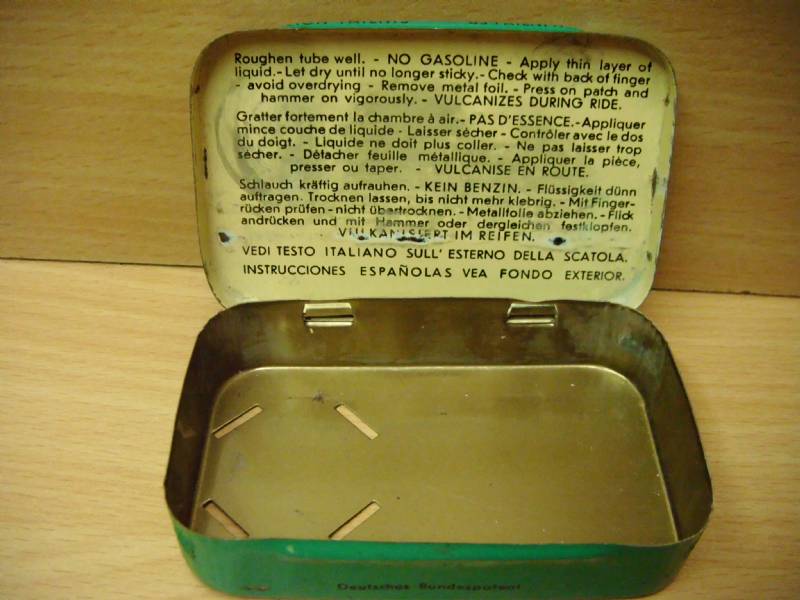 Roughen tube well. - NO GASOLINE - Apply thin layer of
liquid.- Let dry until no longer sticky.- Check with back of finger
- avoid overdrying - Remove metal foil. - Press on patch and
hammer on vigorously. - VULCANIZES DURING RIDE.
Gratter fortement la chambre à air.- PAS D'ESSENCE.-Appliquer
mince couche de liquide - Laisser sécher - Contrôler avec le dos
du doigt. - Liquide ne doit plus coller. - Ne pas laisser trop
sécher. - Détacher feuille métallique. - Appliquer la pièce,
presser ou taper. - VULCANISE EN ROUTE.
Schlauch kräftig aufrauhen. - KEIN BENZIN. - Flüssigkeit dünn
auftragen. Trocknen lassen, bis nicht mehr klebrig. - Mit Finger-
rücken prüfen - nicht übertrocknen. - Metallfolie abziehen. - Flick
andrücken und mit Hammer oder dergleichen festklopfen.
VULKANISIERT IM REIFEN.
VEDI TESTO ITALIANO SULL' ESTERNO DELLA SCATOLA.
INSTRUCCIONES ESPAÑOLAS VEA FONDO EXTERIOR.
Deutsches Bundespatent